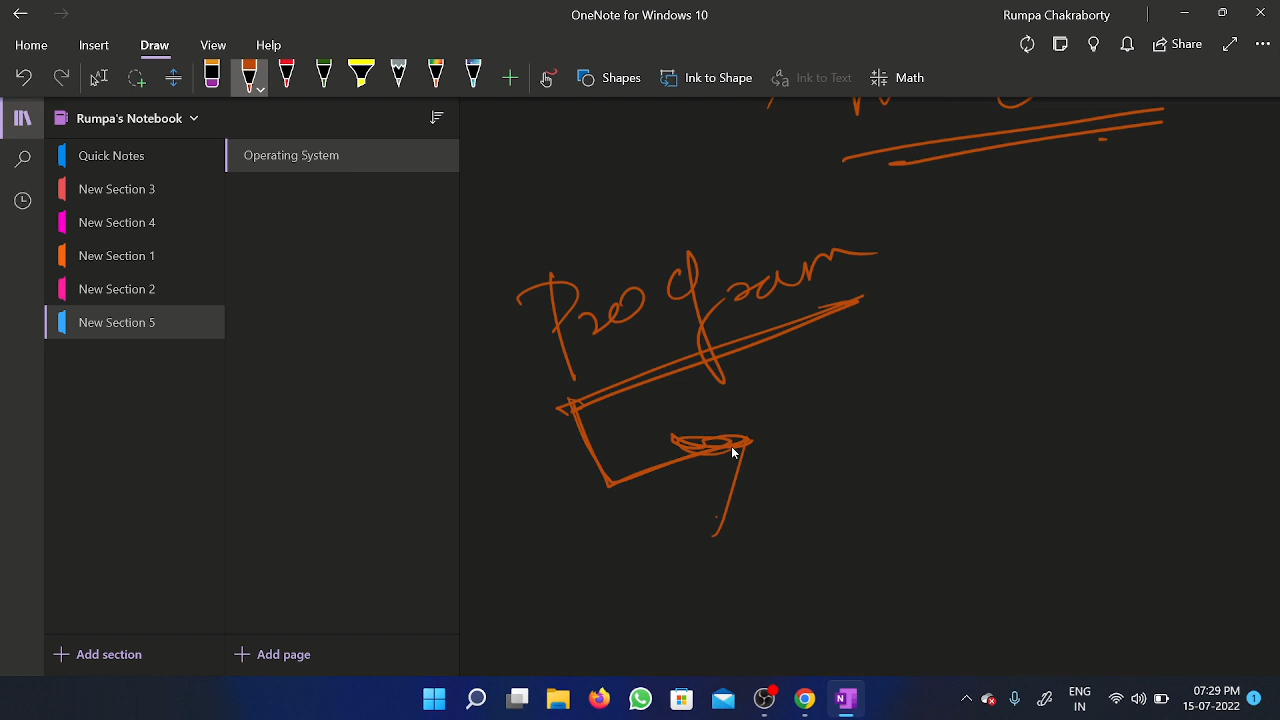 OneNote for Windows 10
Rumpa Chakraborty
Home Insert Draw View Help
Share
Shapes Ink to Shape Ink to Text Math
Rumpa's Notebook
Quick Notes
New Section 3
New Section 4
New Section 1
New Section 2
New Section 5
Operating System
Program
Add section
Add page
ENG
IN
07:29 PM
15-07-2022
1